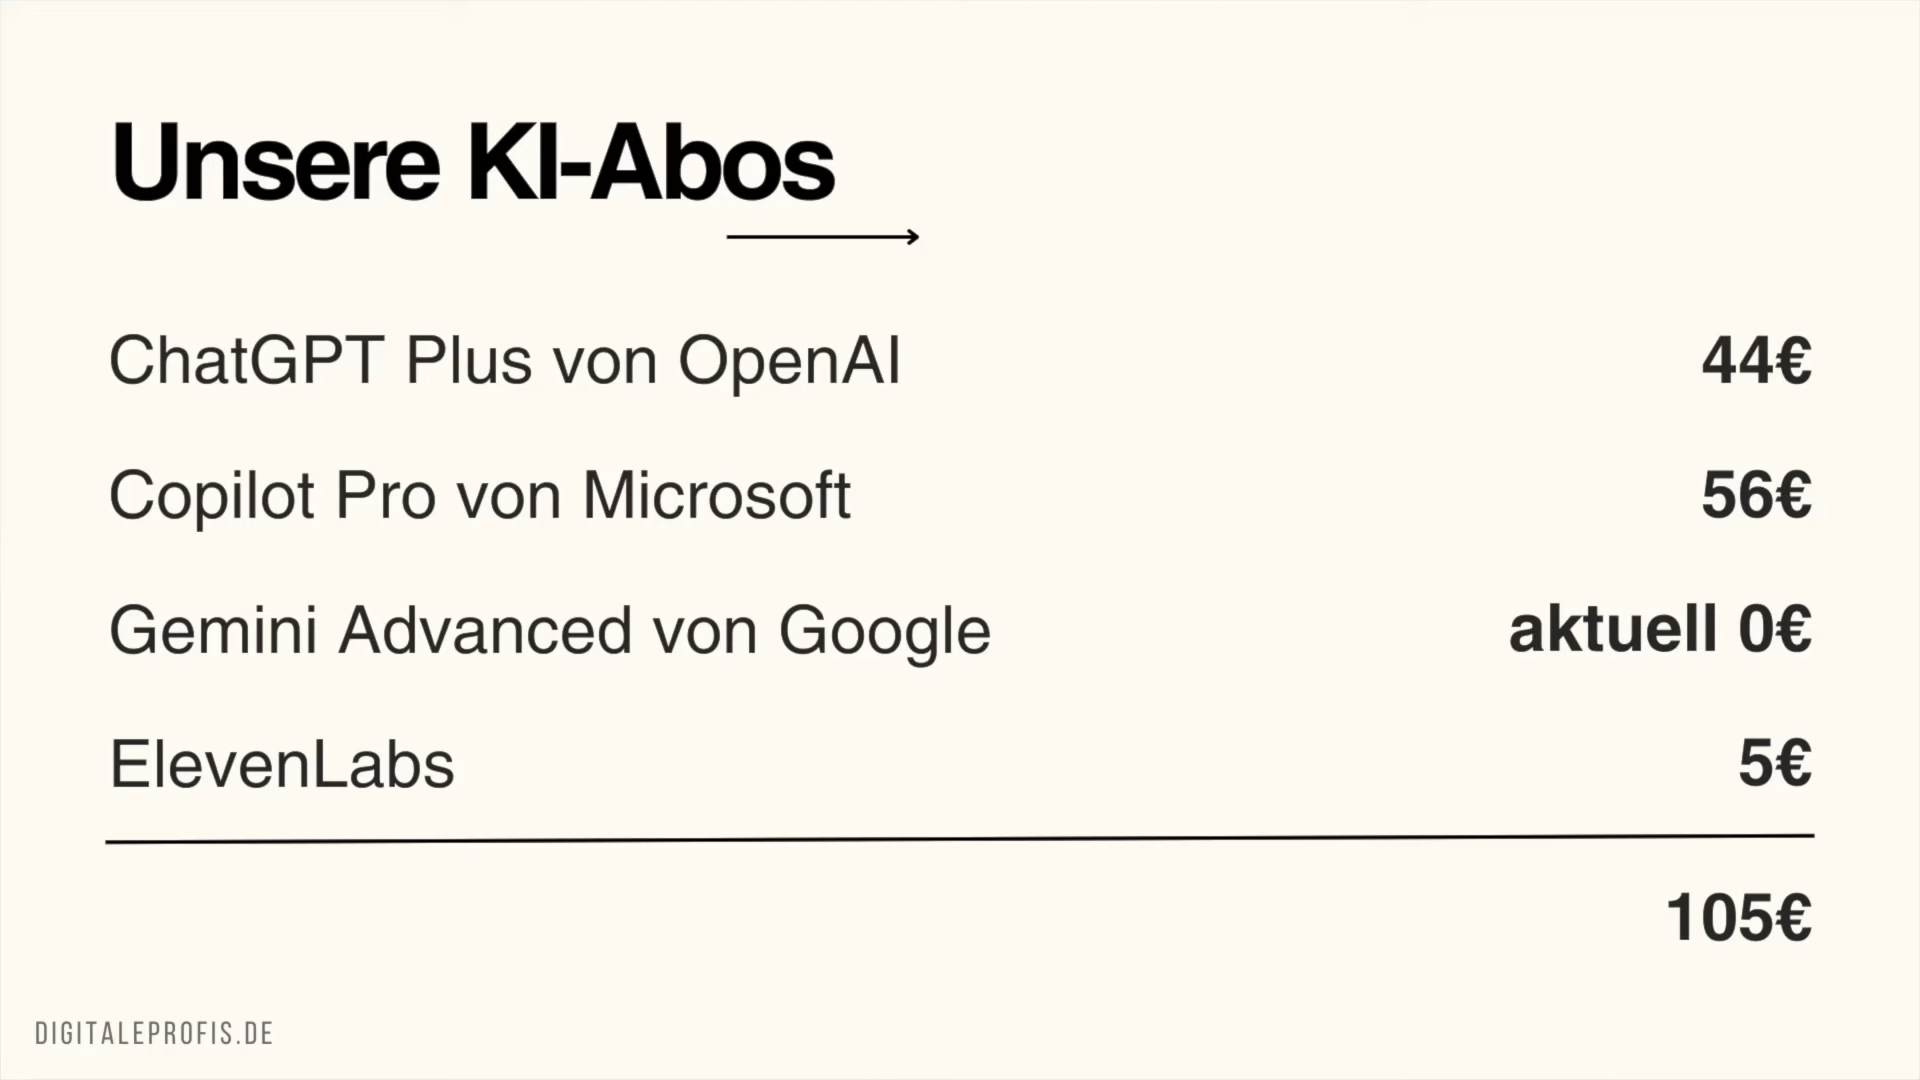 Unsere KI-Abos
ChatGPT Plus von OpenAI 44€
Copilot Pro von Microsoft 56€
Gemini Advanced von Google aktuell 0€
ElevenLabs 5€
105€
DIGITALEPROFIS.DE